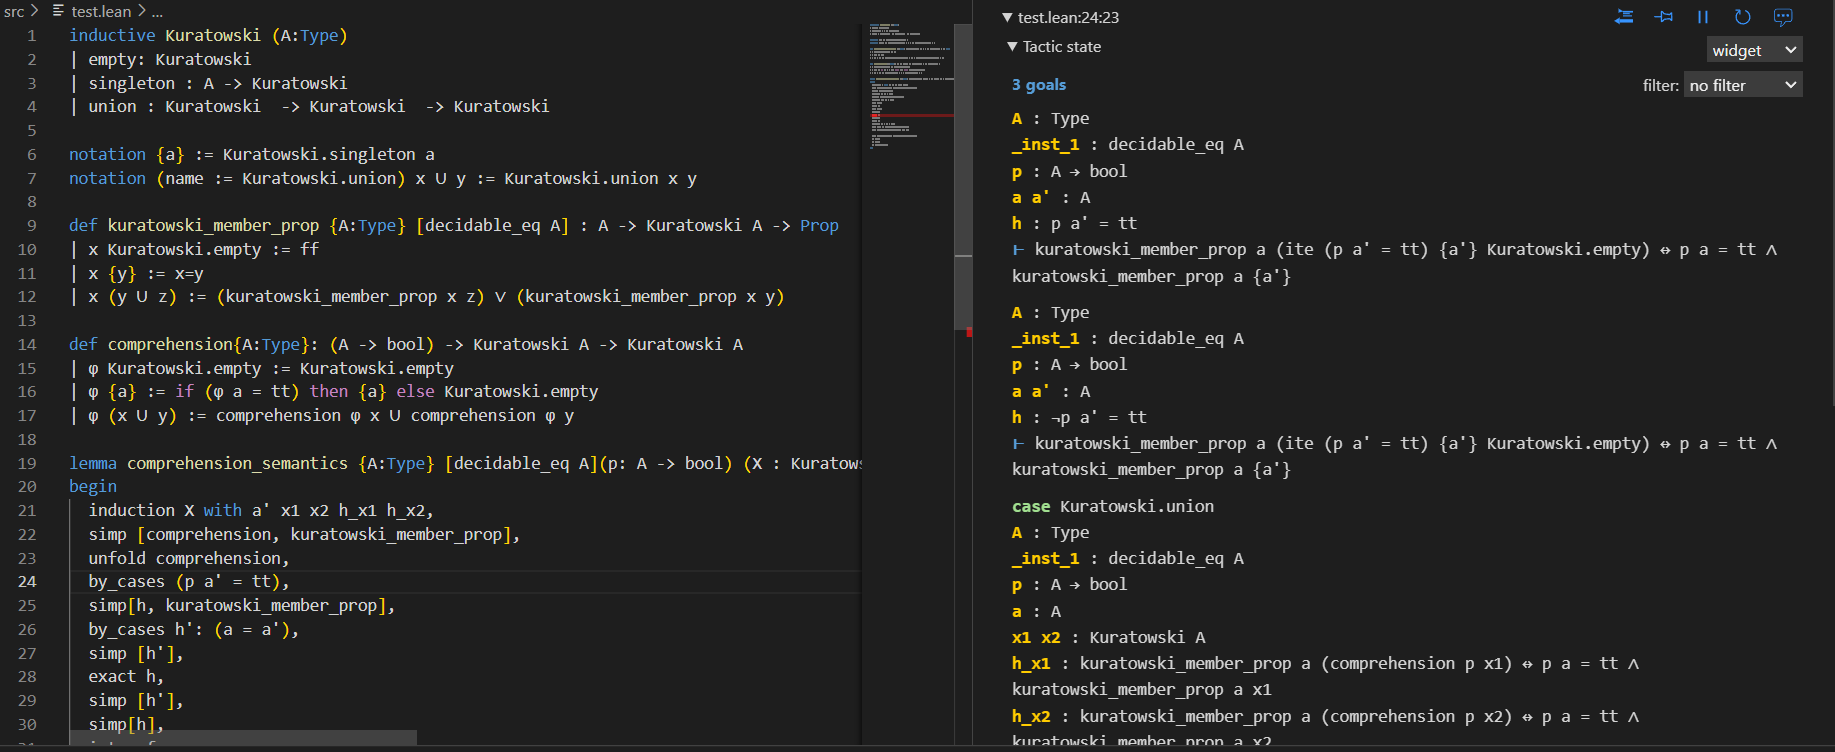 src > test.lean > ...
1 inductive Kuratowski (A:Type)
2 | empty: Kuratowski
3 | singleton : A -> Kuratowski
4 | union : Kuratowski  -> Kuratowski  -> Kuratowski
5
6 notation {a} := Kuratowski.singleton a
7 notation (name := Kuratowski.union) x ∪ y := Kuratowski.union x y
8
9 def kuratowski_member_prop {A:Type} [decidable_eq A] : A -> Kuratowski A -> Prop
10 | x Kuratowski.empty := ff
11 | x {y} := x=y
12 | x (y ∪ z) := (kuratowski_member_prop x z) ∨ (kuratowski_member_prop x y)
13
14 def comprehension{A:Type}: (A -> bool) -> Kuratowski A -> Kuratowski A
15 | φ Kuratowski.empty := Kuratowski.empty
16 | φ {a} := if (φ a = tt) then {a} else Kuratowski.empty
17 | φ (x ∪ y) := comprehension φ x ∪ comprehension φ y
18
19 lemma comprehension_semantics {A:Type} [decidable_eq A](p: A -> bool) (X : Kuratows
20 begin
21 induction X with a' x1 x2 h_x1 h_x2,
22 simp [comprehension, kuratowski_member_prop],
23 unfold comprehension,
24 by_cases (p a' = tt),
25 simp[h, kuratowski_member_prop],
26 by_cases h': (a = a'),
27 simp [h'],
28 exact h,
29 simp [h'],
30 simp[h],
▼ test.lean:24:23
▼ Tactic state
widget
3 goals
filter: no filter
A : Type
_inst_1 : decidable_eq A
p : A → bool
a a' : A
h : p a' = tt
⊢ kuratowski_member_prop a (ite (p a' = tt) {a'} Kuratowski.empty) ↔ p a = tt ∧
kuratowski_member_prop a {a'}
A : Type
_inst_1 : decidable_eq A
p : A → bool
a a' : A
h : ¬p a' = tt
⊢ kuratowski_member_prop a (ite (p a' = tt) {a'} Kuratowski.empty) ↔ p a = tt ∧
kuratowski_member_prop a {a'}
case Kuratowski.union
A : Type
_inst_1 : decidable_eq A
p : A → bool
a : A
x1 x2 : Kuratowski A
h_x1 : kuratowski_member_prop a (comprehension p x1) ↔ p a = tt ∧
kuratowski_member_prop a x1
h_x2 : kuratowski_member_prop a (comprehension p x2) ↔ p a = tt ∧
kuratowski_member_prop a x2